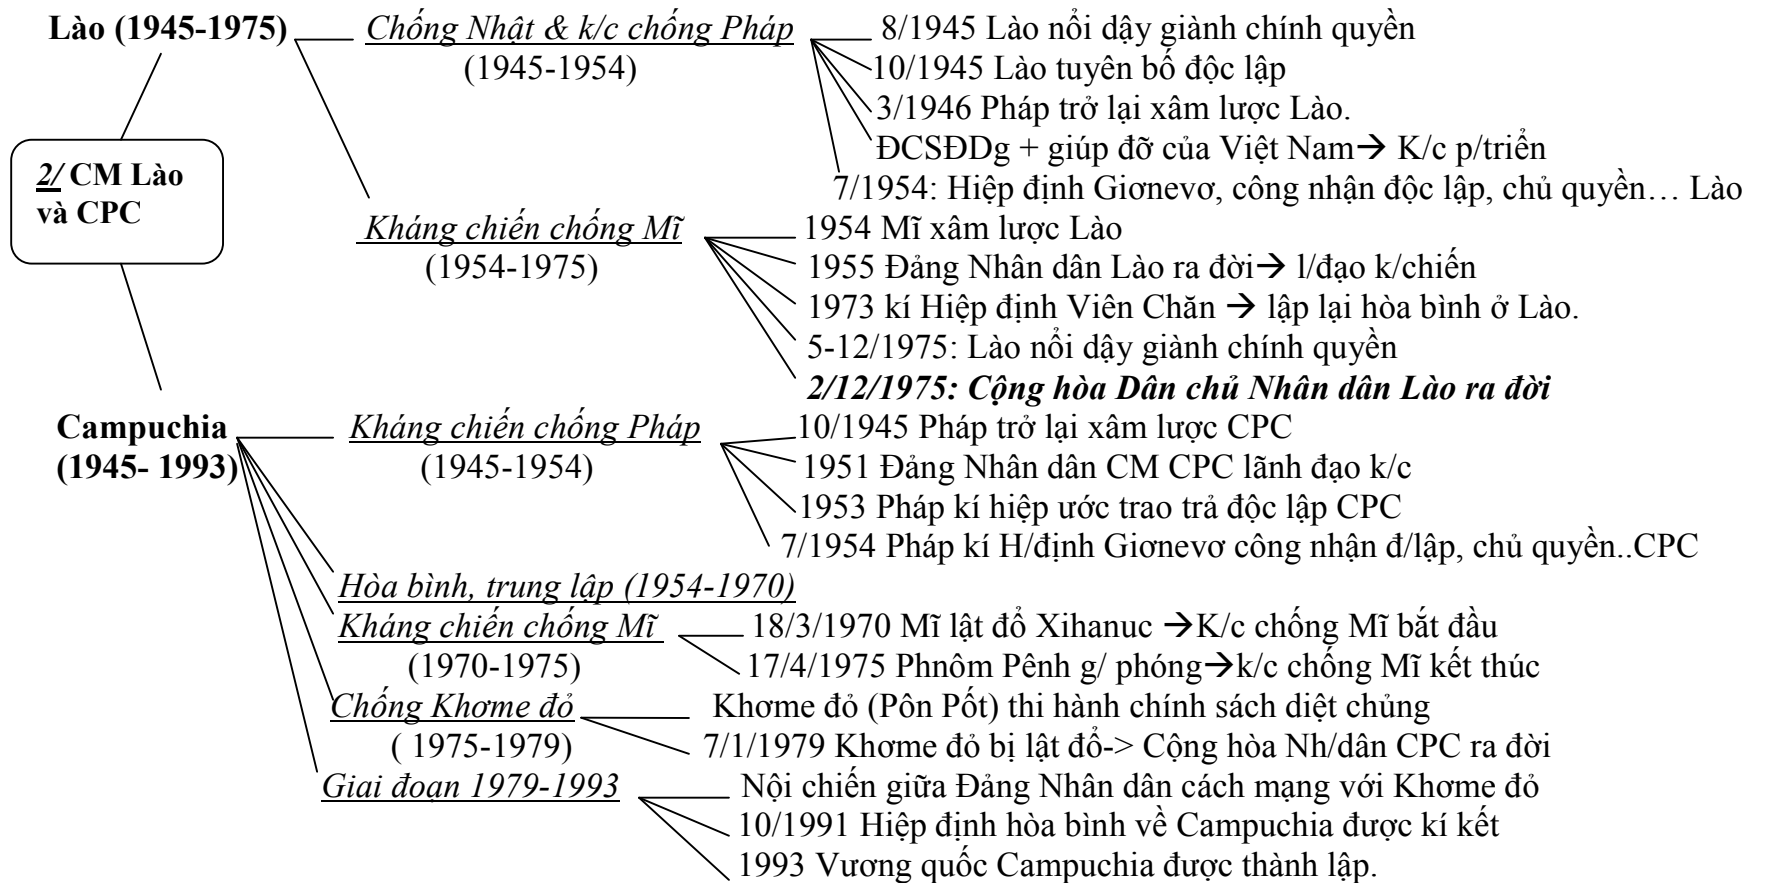 Lào (1945-1975)
Chống Nhật & k/c chống Pháp
(1945-1954)
8/1945 Lào nổi dậy giành chính quyền
10/1945 Lào tuyên bố độc lập
3/1946 Pháp trở lại xâm lược Lào.
ĐCSĐDg + giúp đỡ của Việt Nam→ K/c p/triển
7/1954: Hiệp định Giơnevơ, công nhận độc lập, chủ quyền… Lào
2/ CM Lào
và CPC
Kháng chiến chống Mĩ
(1954-1975)
1954 Mĩ xâm lược Lào
1955 Đảng Nhân dân Lào ra đời→ l/đạo k/chiến
1973 kí Hiệp định Viên Chăn → lập lại hòa bình ở Lào.
5-12/1975: Lào nổi dậy giành chính quyền
2/12/1975: Cộng hòa Dân chủ Nhân dân Lào ra đời
Campuchia
(1945- 1993)
Kháng chiến chống Pháp
(1945-1954)
10/1945 Pháp trở lại xâm lược CPC
1951 Đảng Nhân dân CM CPC lãnh đạo k/c
1953 Pháp kí hiệp ước trao trả độc lập CPC
7/1954 Pháp kí H/định Giơnevơ công nhận đ/lập, chủ quyền..CPC
Hòa bình, trung lập (1954-1970)
Kháng chiến chống Mĩ
(1970-1975)
18/3/1970 Mĩ lật đổ Xihanuc →K/c chống Mĩ bắt đầu
17/4/1975 Phnôm Pênh g/ phóng→k/c chống Mĩ kết thúc
Chống Khơme đỏ
( 1975-1979)
Khơme đỏ (Pôn Pốt) thi hành chính sách diệt chủng
7/1/1979 Khơme đỏ bị lật đổ-> Cộng hòa Nh/dân CPC ra đời
Giai đoạn 1979-1993
Nội chiến giữa Đảng Nhân dân cách mạng với Khơme đỏ
10/1991 Hiệp định hòa bình về Campuchia được kí kết
1993 Vương quốc Campuchia được thành lập.